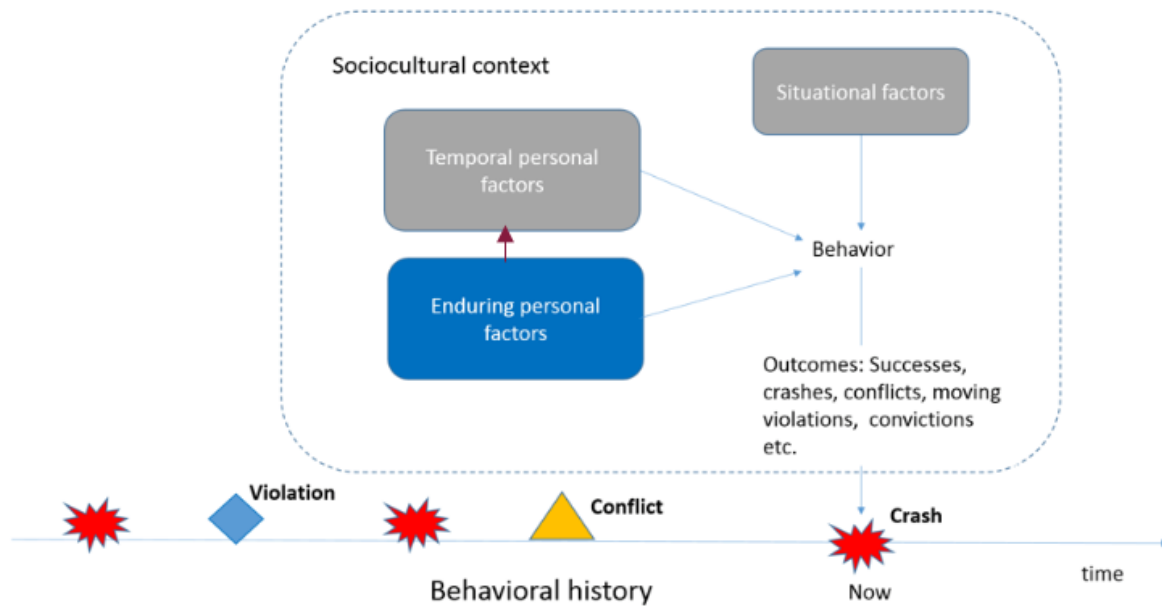 Sociocultural context
Situational factors
Temporal personal
factors
Behavior
Enduring personal
factors
Outcomes: Successes,
crashes, conflicts, moving
violations, convictions
etc.
Violation
Conflict
Crash
Behavioral history
Now
time